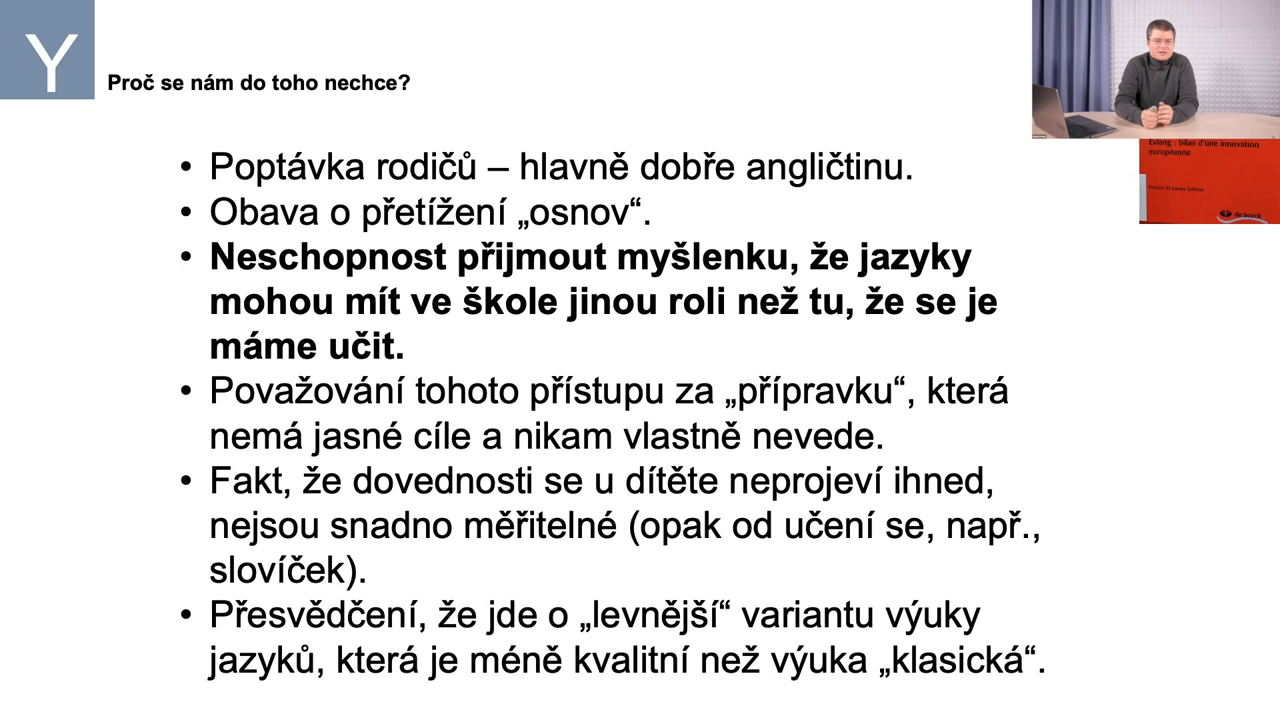 Y
Proč se nám do toho nechce?
• Poptávka rodičů – hlavně dobře angličtinu.
• Obava o přetížení „osnov“.
• Neschopnost přijmout myšlenku, že jazyky
mohou mít ve škole jinou roli než tu, že se je
máme učit.
• Považování tohoto přístupu za „přípravku“, která
nemá jasné cíle a nikam vlastně nevede.
• Fakt, že dovednosti se u dítěte neprojeví ihned,
nejsou snadno měřitelné (opak od učení se, např.,
slovíček).
• Přesvědčení, že jde o „levnější“ variantu výuky
jazyků, která je méně kvalitní než výuka „klasická“.
Evlang : bilan d'une innovation
européenne
de boeck